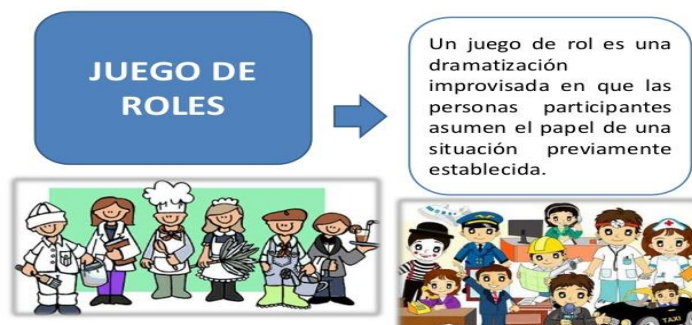 JUEGO DE
ROLES
Un juego de rol es una
dramatización
improvisada en que las
personas participantes
asumen el papel de una
situación previamente
establecida.
TAXI